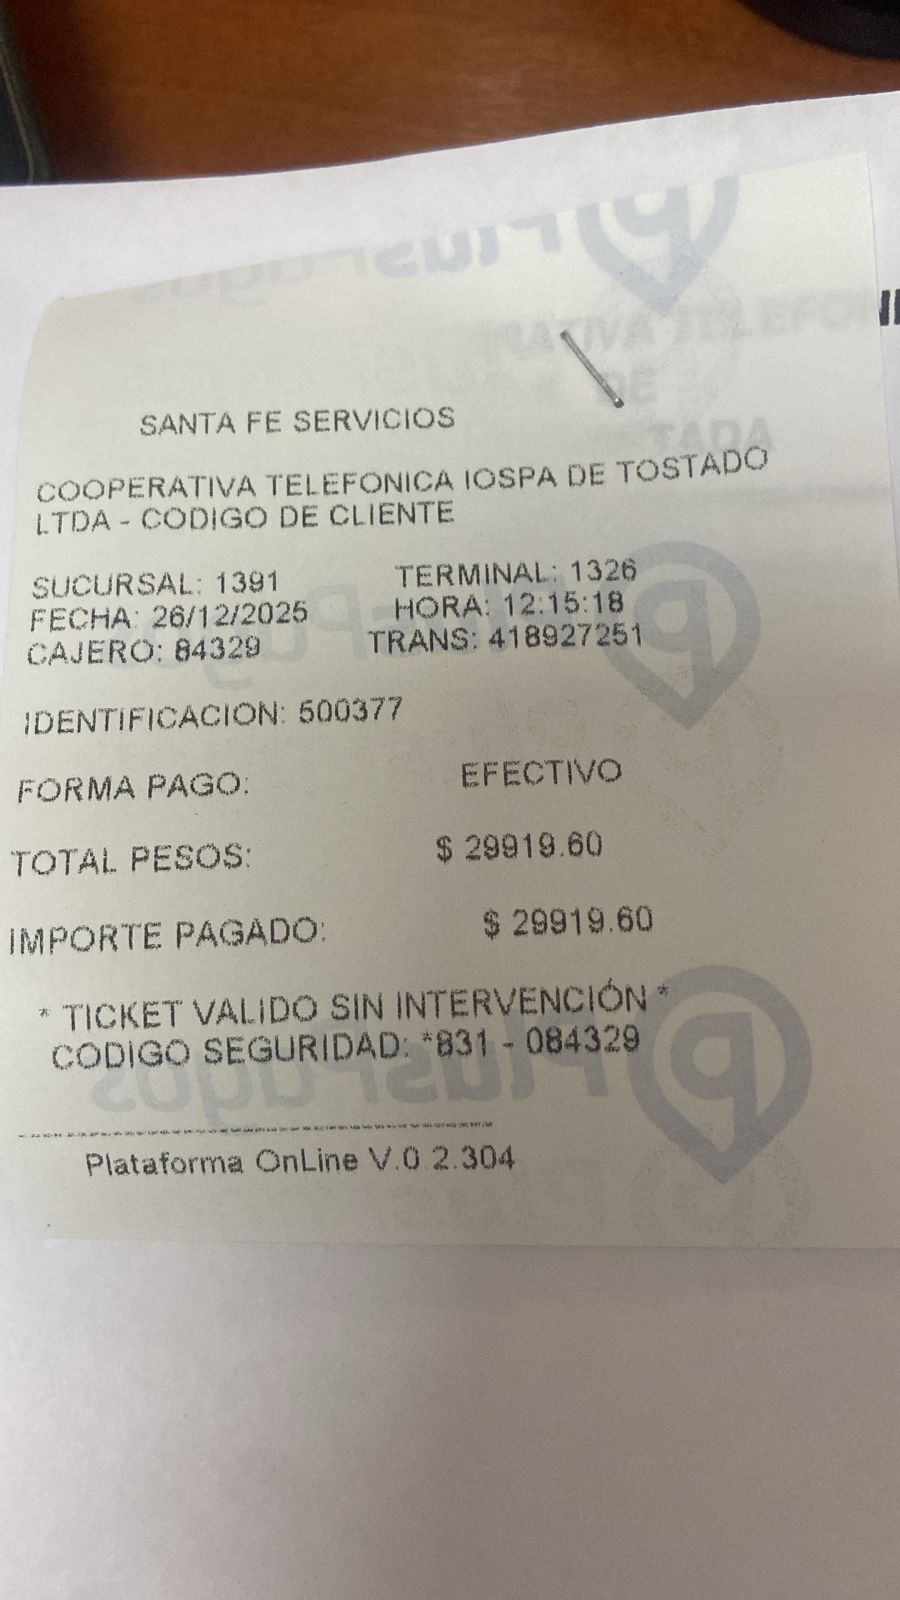 SANTA FE SERVICIOS
COOPERATIVA TELEFONICA IOSPA DE TOSTADO
LTDA - CODIGO DE CLIENTE
SUCURSAL: 1391 TERMINAL: 1326
FECHA: 26/12/2025 HORA: 12:15:18
CAJERO: 84329 TRANS: 418927251
IDENTIFICACION: 500377
FORMA PAGO: EFECTIVO
TOTAL PESOS: $ 29919.60
IMPORTE PAGADO: $ 29919.60
* TICKET VALIDO SIN INTERVENCIÓN *
CODIGO SEGURIDAD: *831 - 084329
Plataforma OnLine V.0.2.304
PlusPagos